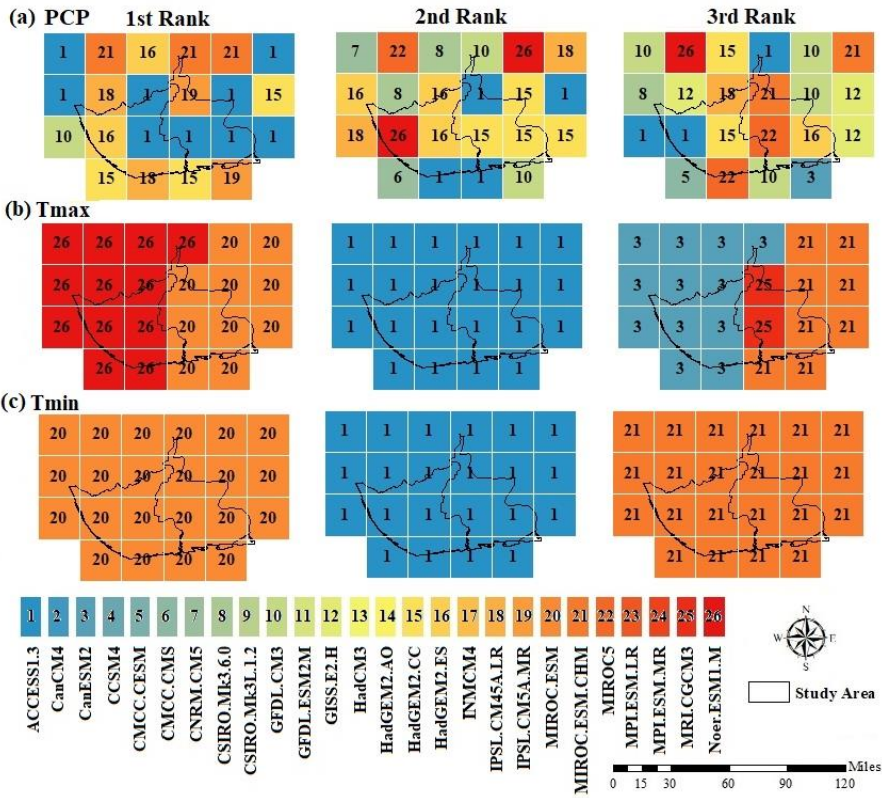 (a) PCP 1st Rank 2nd Rank 3rd Rank
1 21 16 21 21 1 7 22 8 10 26 18 10 26 15 1 10 21
1 18 1 19 1 15 16 8 16 1 15 1 8 12 18 21 10 12
10 16 1 1 1 1 18 26 16 15 15 15 1 1 15 22 16 12
15 18 15 19 6 1 1 10 5 22 10 3
(b) Tmax
26 26 26 26 20 20 1 1 1 1 1 1 3 3 3 3 21 21
26 26 26 20 20 20 1 1 1 1 1 1 3 3 3 25 21 21
26 26 26 20 20 20 1 1 1 1 1 1 3 3 3 25 21 21
26 26 20 20 1 1 1 1 3 3 21 21
(c) Tmin
20 20 20 20 20 20 1 1 1 1 1 1 21 21 21 21 21 21
20 20 20 20 20 20 1 1 1 1 1 1 21 21 21 21 21 21
20 20 20 20 20 20 1 1 1 1 1 1 21 21 21 21 21 21
20 20 20 20 1 1 1 1 21 21 21 21
1 2 3 4 5 6 7 8 9 10 11 12 13 14 15 16 17 18 19 20 21 22 23 24 25 26
ACCESS1.3
CanCM4
CanESM2
CCSM4
CMCC.CESM
CMCC.CMS
CNRM.CM5
CSIRO.Mk3.6.0
CSIRO.Mk3L.1.2
GFDL.CM3
GFDL.ESM2M
GISS.E2.H
HadCM3
HadGEM2.AO
HadGEM2.CC
HadGEM2.ES
INMCM4
IPSL.CM45A.LR
IPSL.CM5A.MR
MIROC.ESM
MIROC.ESM.CHM
MIROC5
MPI.ESM.LR
MPI.ESM.MR
MRI.CGCM3
Noer.ESM1.M
N
W E
S
Study Area
Miles
0 15 30 60 90 120